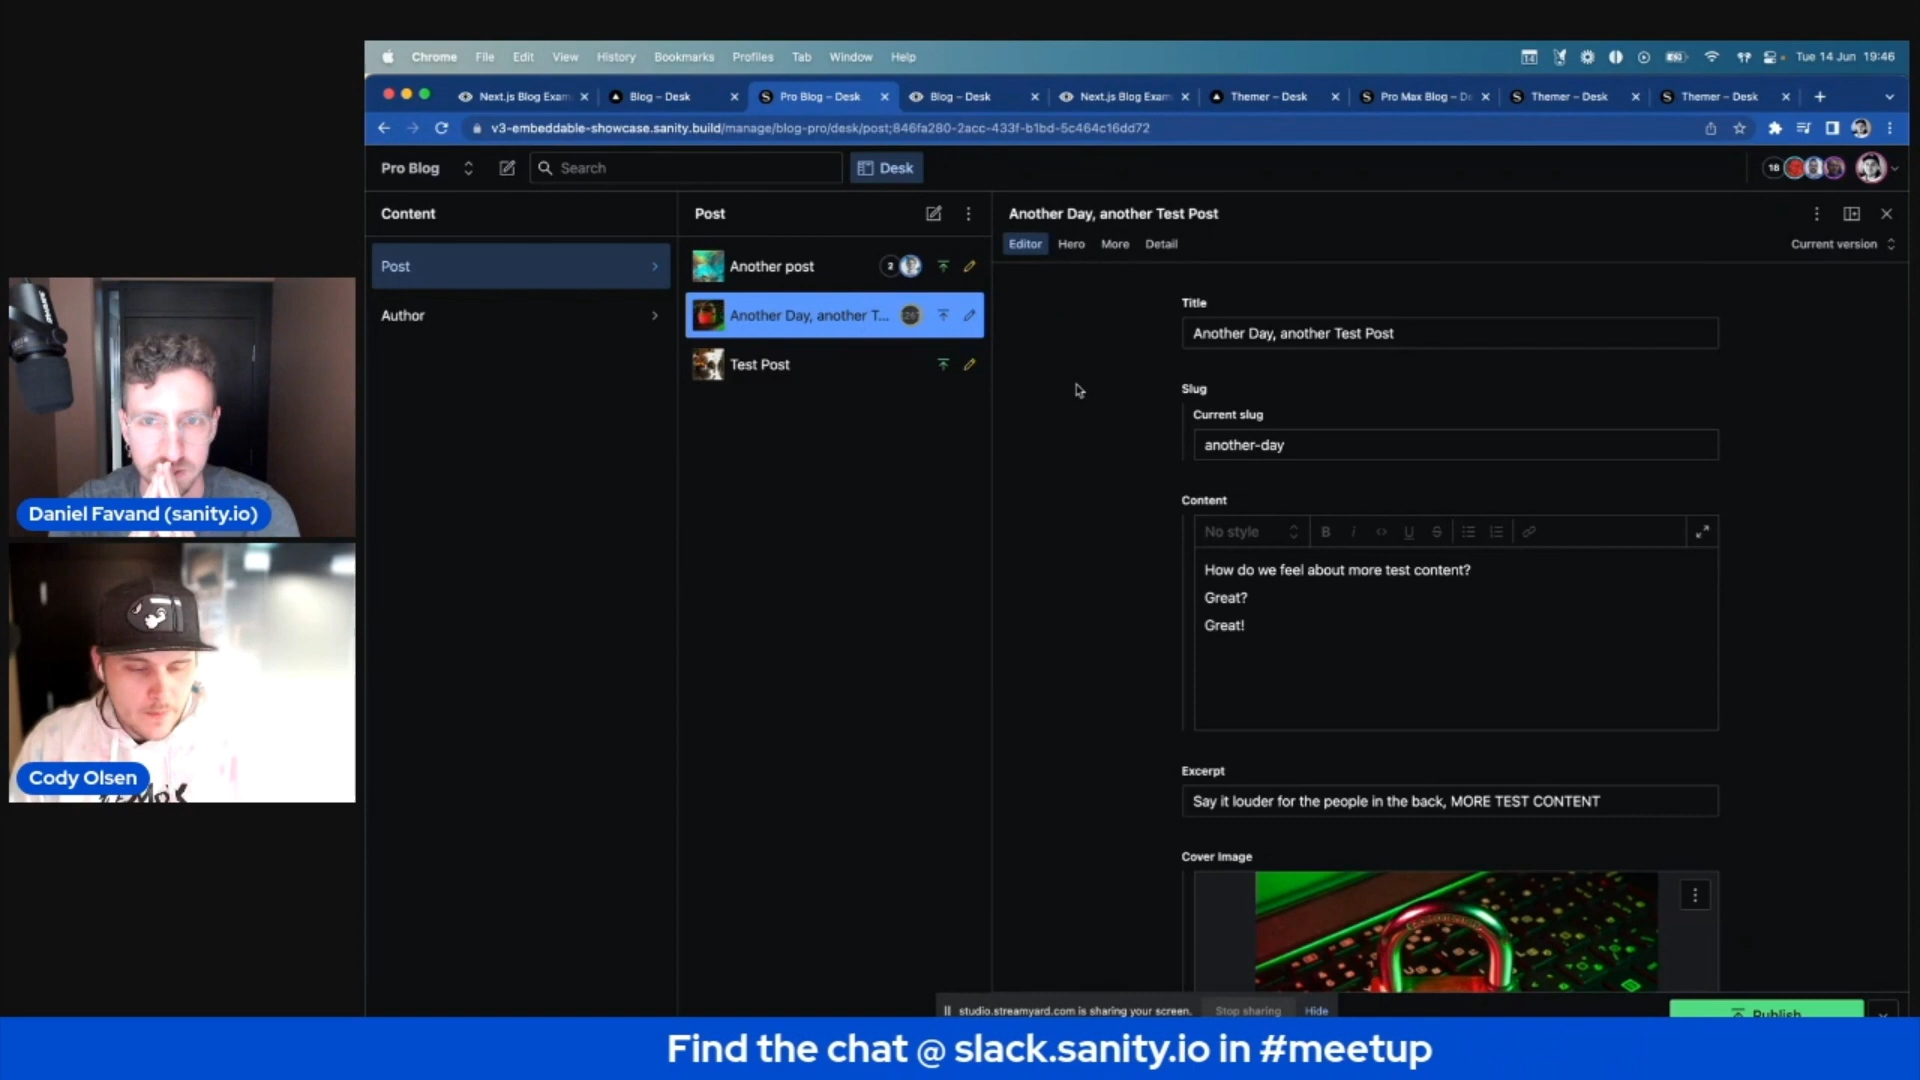 Chrome File Edit View History Bookmarks Profiles Tab Window Help
14
Tue 14 Jun 19:46
Next.js Blog Exam
Blog – Desk
Pro Blog – Desk
Blog – Desk
Next.js Blog Exam
Themer – Desk
Pro Max Blog – De
Themer – Desk
Themer – Desk
v3-embeddable-showcase.sanity.build/manage/blog-pro/desk/post;846fa280-2acc-433f-b1bd-5c464c16dd72
Pro Blog
Search
Desk
18
Content
Post
Author
Post
Another post
2
Another Day, another T...
Test Post
Another Day, another Test Post
Editor Hero More Detail
Current version
Title
Another Day, another Test Post
Slug
Current slug
another-day
Content
No style
B i U S
How do we feel about more test content?
Great?
Great!
Excerpt
Say it louder for the people in the back, MORE TEST CONTENT
Cover Image
studio.streamyard.com is sharing your screen.
Stop sharing
Hide
Publish
Daniel Favand (sanity.io)
Cody Olsen
Find the chat @ slack.sanity.io in #meetup